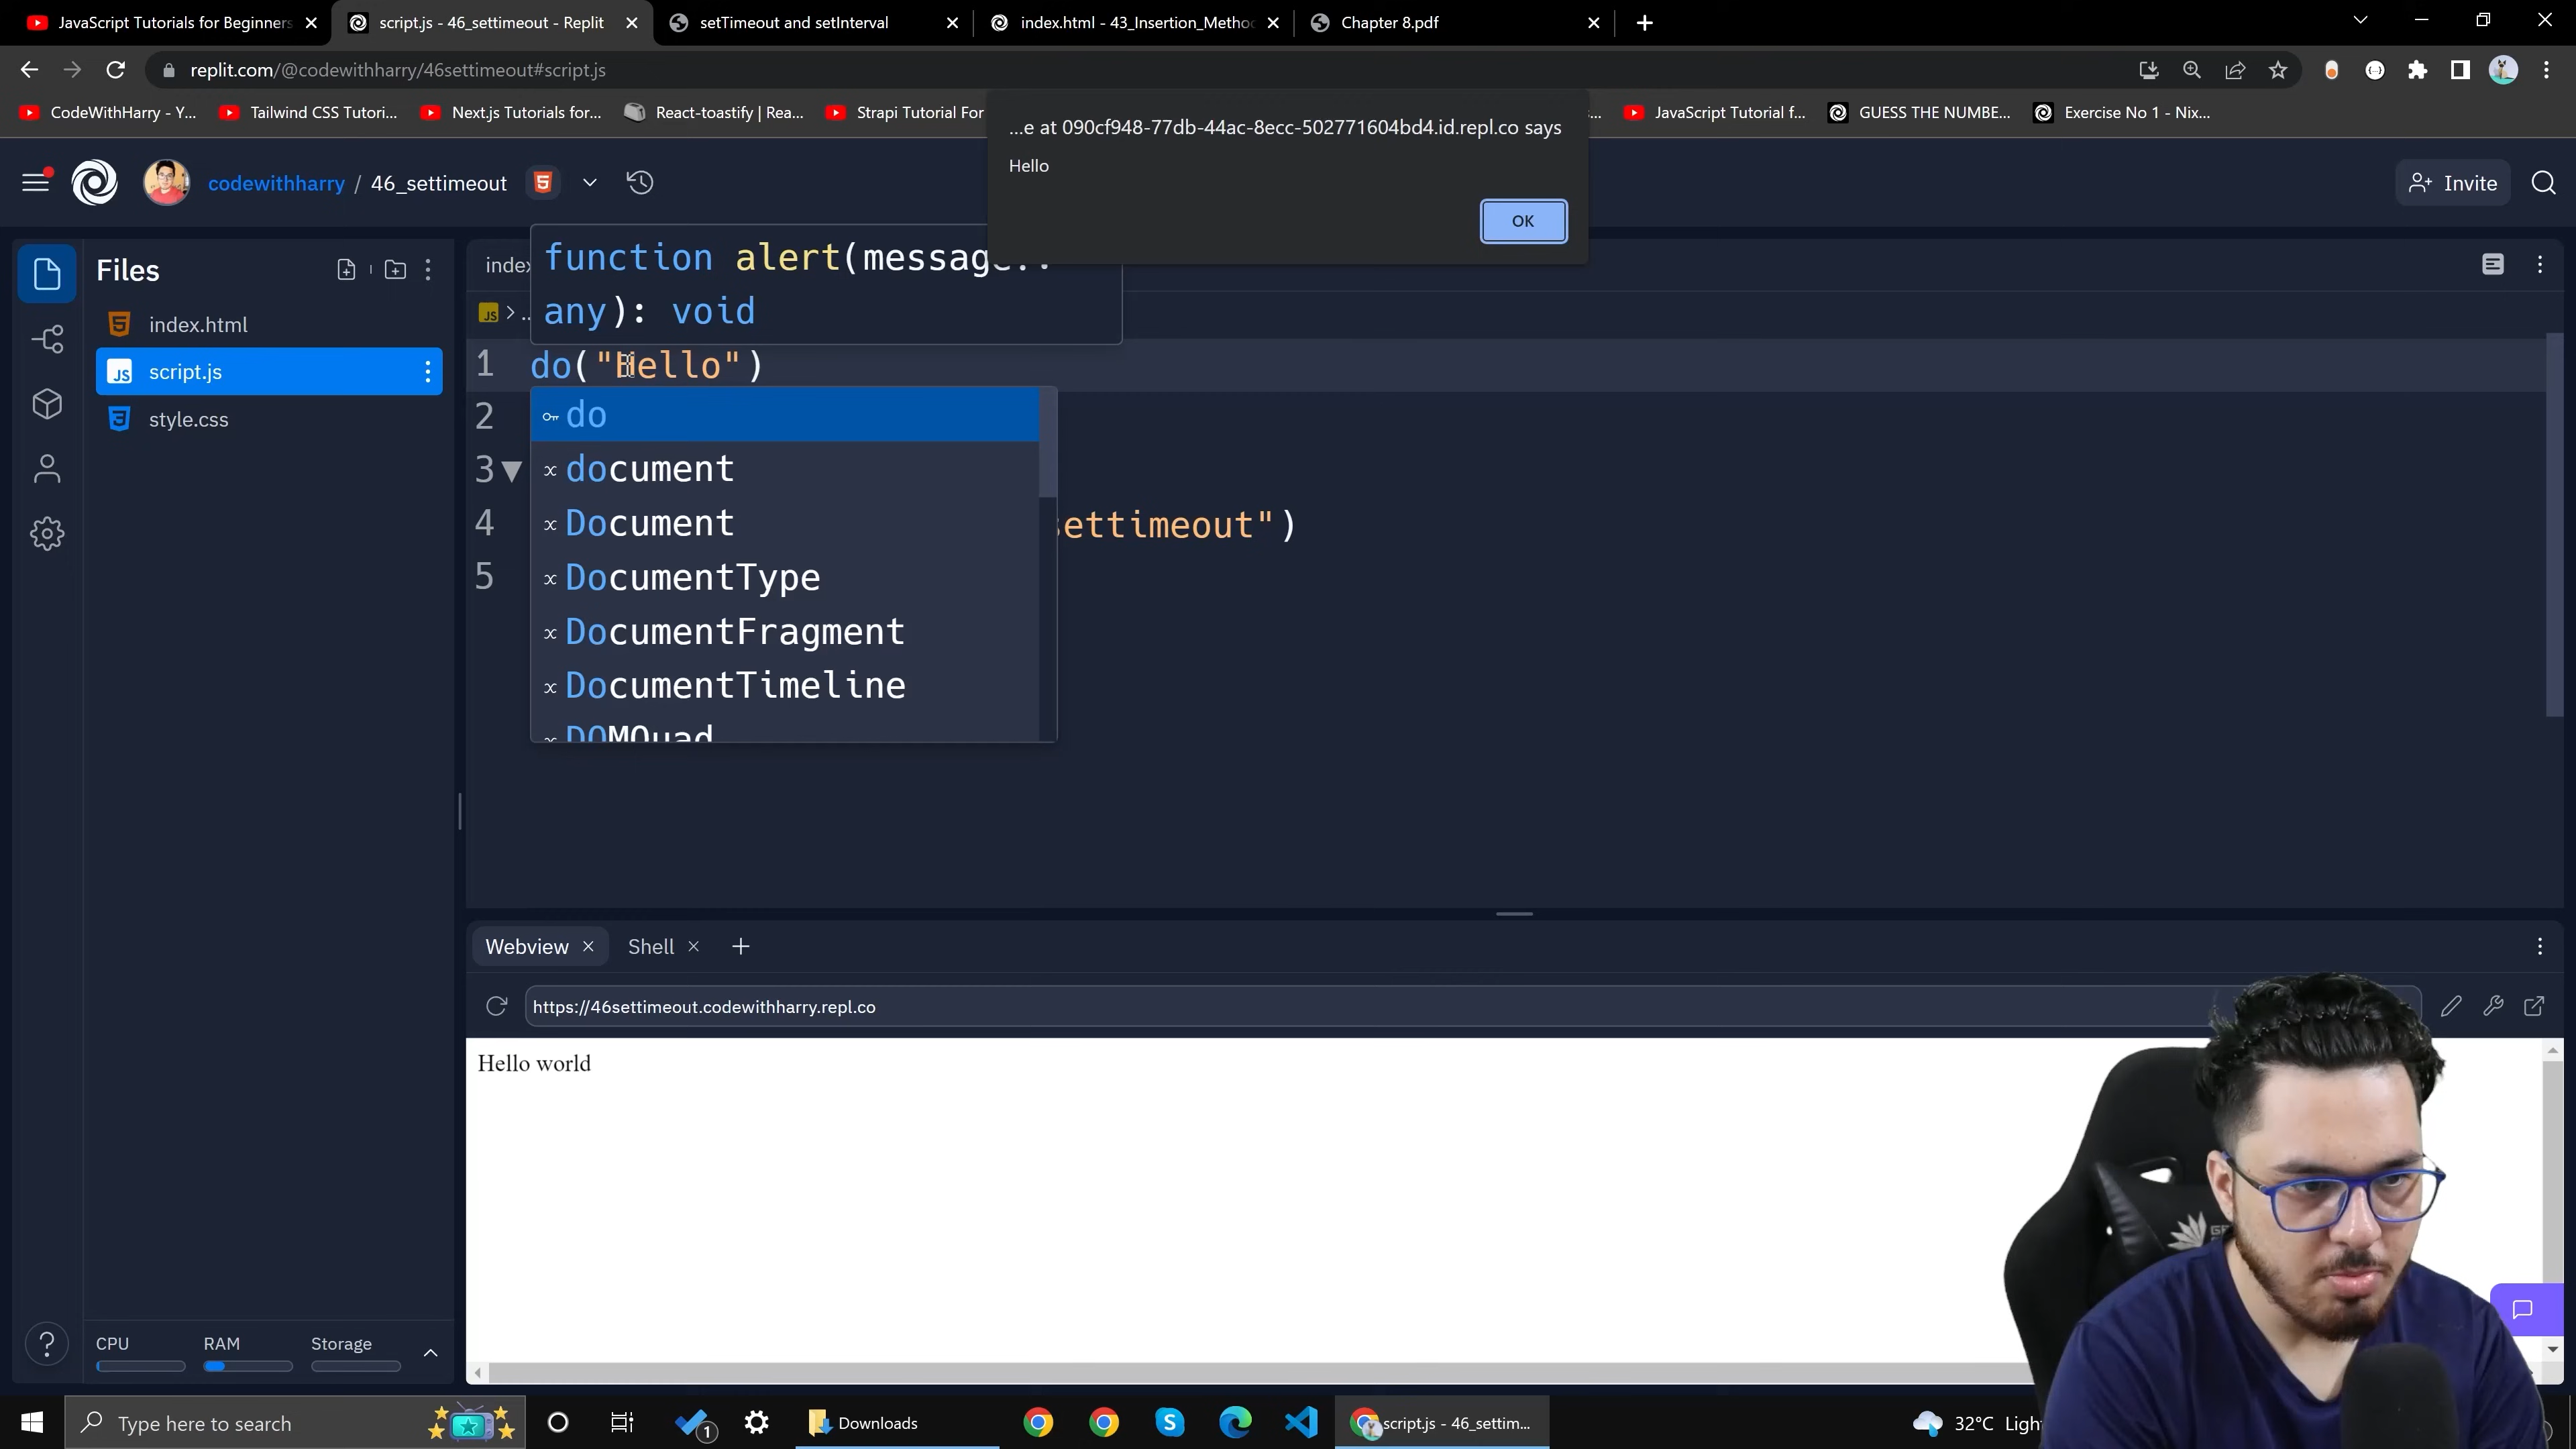 JavaScript Tutorials for Beginners
script.js - 46_settimeout - Replit
setTimeout and setInterval
index.html - 43_Insertion_Metho
Chapter 8.pdf
replit.com/@codewithharry/46settimeout#script.js
CodeWithHarry - Y...
Tailwind CSS Tutori...
Next.js Tutorials for...
React-toastify | Rea...
Strapi Tutorial For
JavaScript Tutorial f...
GUESS THE NUMBE...
Exercise No 1 - Nix...
...e at 090cf948-77db-44ac-8ecc-502771604bd4.id.repl.co says
Hello
OK
codewithharry / 46_settimeout
Invite
Files
index.html
script.js
style.css
function alert(message
any): void
1 do("Hello")
2
3
4 settimeout")
5
do
document
Document
DocumentType
DocumentFragment
DocumentTimeline
DOMQuad
Webview
Shell
https://46settimeout.codewithharry.repl.co
Hello world
CPU
RAM
Storage
Type here to search
1
Downloads
script.js - 46_settim...
32°C